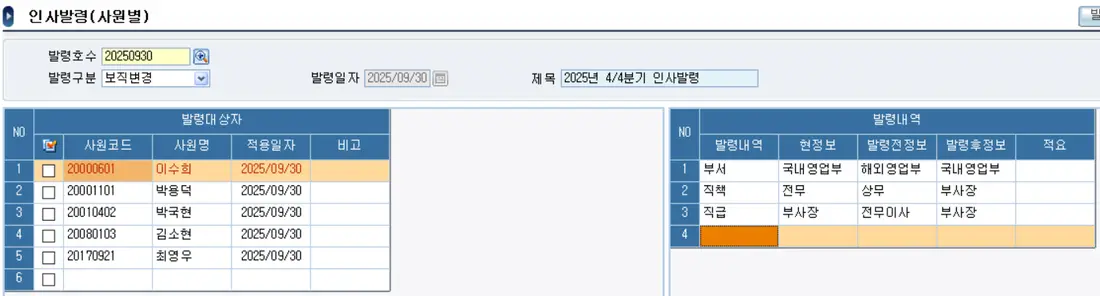 인사발령(사원별)
발
발령호수 20250930
발령구분 보직변경 발령일자 2025/09/30 제목 2025년 4/4분기 인사발령
NO 발령대상자
사원코드 사원명 적용일자 비고
1 20000601 이수희 2025/09/30
2 20001101 박용덕 2025/09/30
3 20010402 박국현 2025/09/30
4 20080103 김소현 2025/09/30
5 20170921 최영우 2025/09/30
6
NO 발령내역
발령내역 현정보 발령전정보 발령후정보 적요
1 부서 국내영업부 해외영업부 국내영업부
2 직책 전무 상무 부사장
3 직급 부사장 전무이사 부사장
4